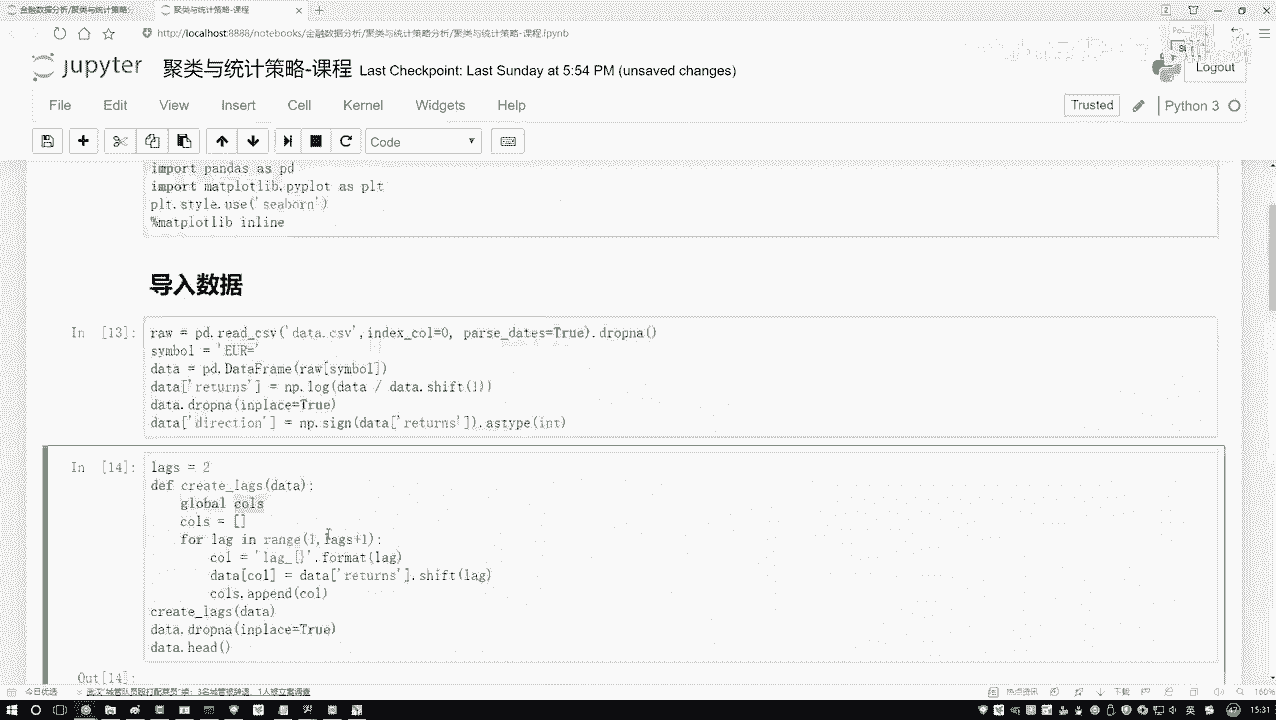 金融数据分析/聚类与统计策略
聚类与统计策略-课程
http://localhost:8888/notebooks/金融数据分析/聚类与统计策略分析/聚类与统计策略-课程.ipynb
jupyter 聚类与统计策略-课程 Last Checkpoint: Last Sunday at 5:54 PM (unsaved changes)
Logout
File Edit View Insert Cell Kernel Widgets Help
Trusted Python 3
Code
import pandas as pd
import matplotlib.pyplot as plt
plt.style.use('seaborn')
%matplotlib inline
导入数据
In [13]:
raw = pd.read_csv('data.csv',index_col=0, parse_dates=True).dropna()
symbol = 'EUR='
data = pd.DataFrame(raw[symbol])
data['returns'] = np.log(data / data.shift(1))
data.dropna(inplace=True)
data['direction'] = np.sign(data['returns']).astype(int)
In [14]:
lags = 2
def create_lags(data):
global cols
cols = []
for lag in range(1,lags+1):
col = 'lag_{}'.format(lag)
data[col] = data['returns'].shift(lag)
cols.append(col)
create_lags(data)
data.dropna(inplace=True)
data.head()
Out[14]:
今日优选
热点资讯
下载
160%
英
15:31